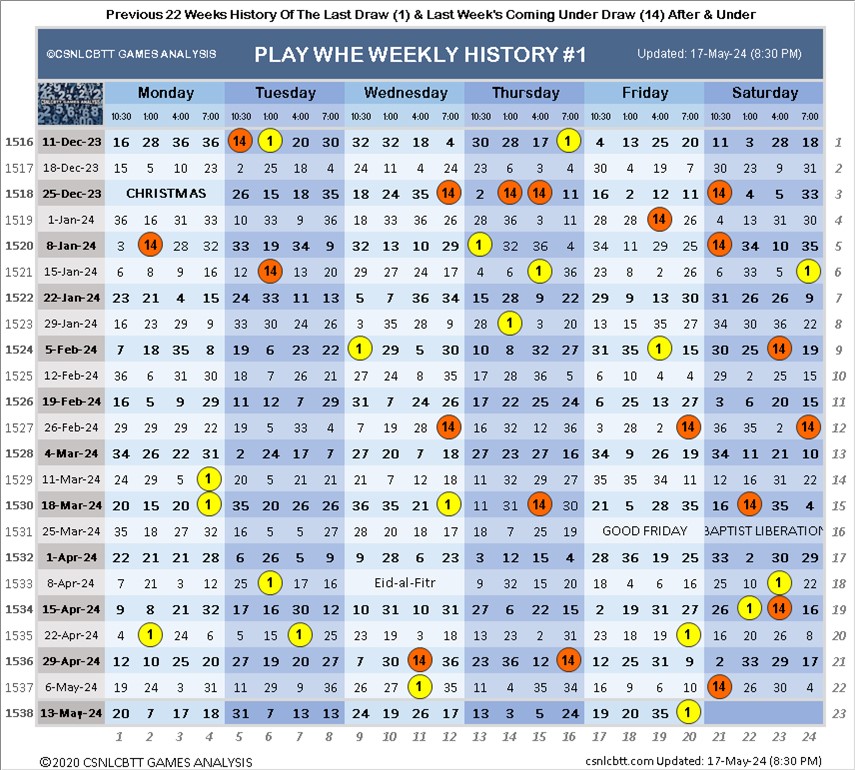 Previous 22 Weeks History Of The Last Draw (1) & Last Week's Coming Under Draw (14) After & Under
©CSNLCBTT GAMES ANALYSIS PLAY WHE WEEKLY HISTORY #1 Updated: 17-May-24 (8:30 PM)
CSNLCBTT GAMES ANALYSIS Monday Tuesday Wednesday Thursday Friday Saturday
10:30 1:00 4:00 7:00 10:30 1:00 4:00 7:00 10:30 1:00 4:00 7:00 10:30 1:00 4:00 7:00 10:30 1:00 4:00 7:00 10:30 1:00 4:00 7:00
1516 11-Dec-23 16 28 36 36 14 1 20 30 32 32 18 4 30 28 17 1 4 13 25 20 11 3 28 18 1
1517 18-Dec-23 15 5 10 23 2 25 18 4 24 11 4 24 23 6 4 3 30 4 19 7 30 23 9 31 2
1518 25-Dec-23 CHRISTMAS 26 15 18 35 18 24 35 14 2 14 14 11 16 2 12 11 14 4 5 33 3
1519 1-Jan-24 36 16 31 33 10 33 9 36 18 33 36 26 28 36 3 11 28 28 14 19 4 13 31 30 4
1520 8-Jan-24 3 14 28 32 33 19 34 9 32 13 10 29 1 32 36 4 34 11 29 25 14 34 10 35 5
1521 15-Jan-24 6 8 9 16 12 14 13 20 29 27 24 17 4 6 1 36 23 8 2 26 6 33 5 1 6
1522 22-Jan-24 23 21 4 15 24 33 11 13 5 7 36 34 15 28 9 22 29 9 13 30 31 26 26 9 7
1523 29-Jan-24 16 23 29 9 33 30 24 26 3 35 28 9 28 1 3 20 13 15 35 27 34 30 36 22 8
1524 5-Feb-24 7 18 35 8 19 6 23 22 1 29 5 30 10 8 32 27 31 35 1 15 30 25 14 19 9
1525 12-Feb-24 36 6 31 30 18 7 26 21 27 24 8 35 17 28 36 5 6 10 4 4 29 2 25 15 10
1526 19-Feb-24 16 5 9 29 11 12 7 29 31 7 24 26 17 22 25 24 6 25 13 27 3 6 20 15 11
1527 26-Feb-24 29 29 29 22 19 5 33 4 7 19 28 14 16 32 12 36 3 28 2 14 36 35 2 14 12
1528 4-Mar-24 34 26 22 31 2 24 17 7 27 20 7 18 27 23 27 16 34 9 26 19 34 11 21 10 13
1529 11-Mar-24 24 29 5 1 20 5 21 21 24 31 12 11 21 29 7 27 35 35 34 11 12 16 22 31 14
1530 18-Mar-24 20 15 20 1 35 20 26 26 36 35 21 1 11 31 14 30 21 5 28 35 16 14 35 4 15
1531 25-Mar-24 35 18 27 32 16 5 5 27 28 20 18 17 18 7 25 19 GOOD FRIDAY BAPTIST LIBERATION 16
1532 1-Apr-24 22 21 21 28 6 26 5 9 9 28 6 23 3 12 15 4 28 36 19 25 33 2 30 29 17
1533 8-Apr-24 7 21 3 12 25 1 17 16 Eid-al-Fitr 9 32 15 20 18 4 6 16 25 10 1 22 18
1534 15-Apr-24 9 8 21 32 17 16 30 12 10 31 10 31 27 6 22 15 2 19 31 27 26 1 14 16 19
1535 22-Apr-24 4 1 24 6 5 15 1 25 23 19 3 18 13 23 2 31 23 18 19 1 16 20 26 8 20
1536 29-Apr-24 12 10 25 20 27 19 20 27 7 30 14 36 23 36 12 14 12 25 31 9 2 33 29 17 21
1537 6-May-24 19 24 3 31 11 29 9 36 26 27 1 35 11 4 35 34 16 9 6 10 14 26 30 4 22
1538 13-May-24 20 7 17 18 31 7 13 13 24 19 26 17 13 3 5 24 19 20 35 1 23
1 2 3 4 5 6 7 8 9 10 11 12 13 14 15 16 17 18 19 20 21 22 23 24
©2020 CSNLCBTT GAMES ANALYSIS csnlcbtt.com Updated: 17-May-24 (8:30 PM)